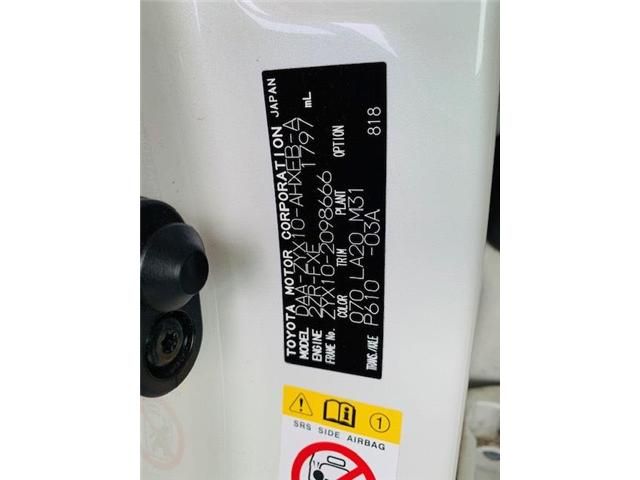 TOYOTA MOTOR CORPORATION JAPAN
MODEL DAA-ZYX10-AHXEB-A
ENGINE 2ZR-FXE 1797 mL
FRAME No. ZYX10-2098666
COLOR TRIM PLANT OPTION
070 LA20 M31 818
TRANS./AXLE P610 -03A
1
SRS SIDE AIRBAG